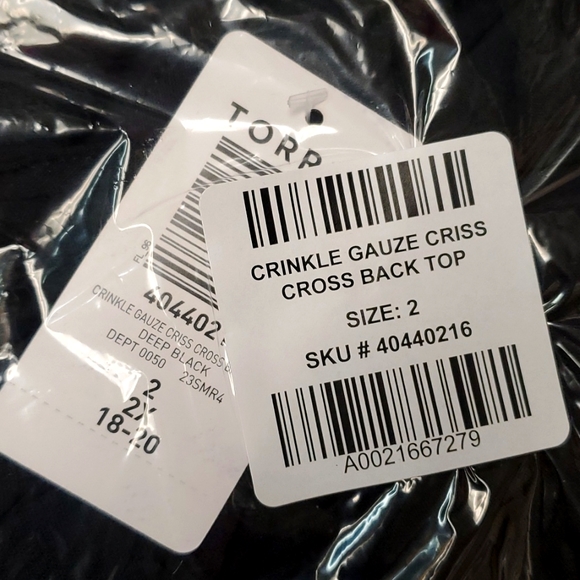 TORR
404402
CRINKLE GAUZE CRISS CROSS B
DEEP BLACK
DEPT 0050 23SMR4
2
2X
18-20
CRINKLE GAUZE CRISS
CROSS BACK TOP
SIZE: 2
SKU # 40440216
A0021667279